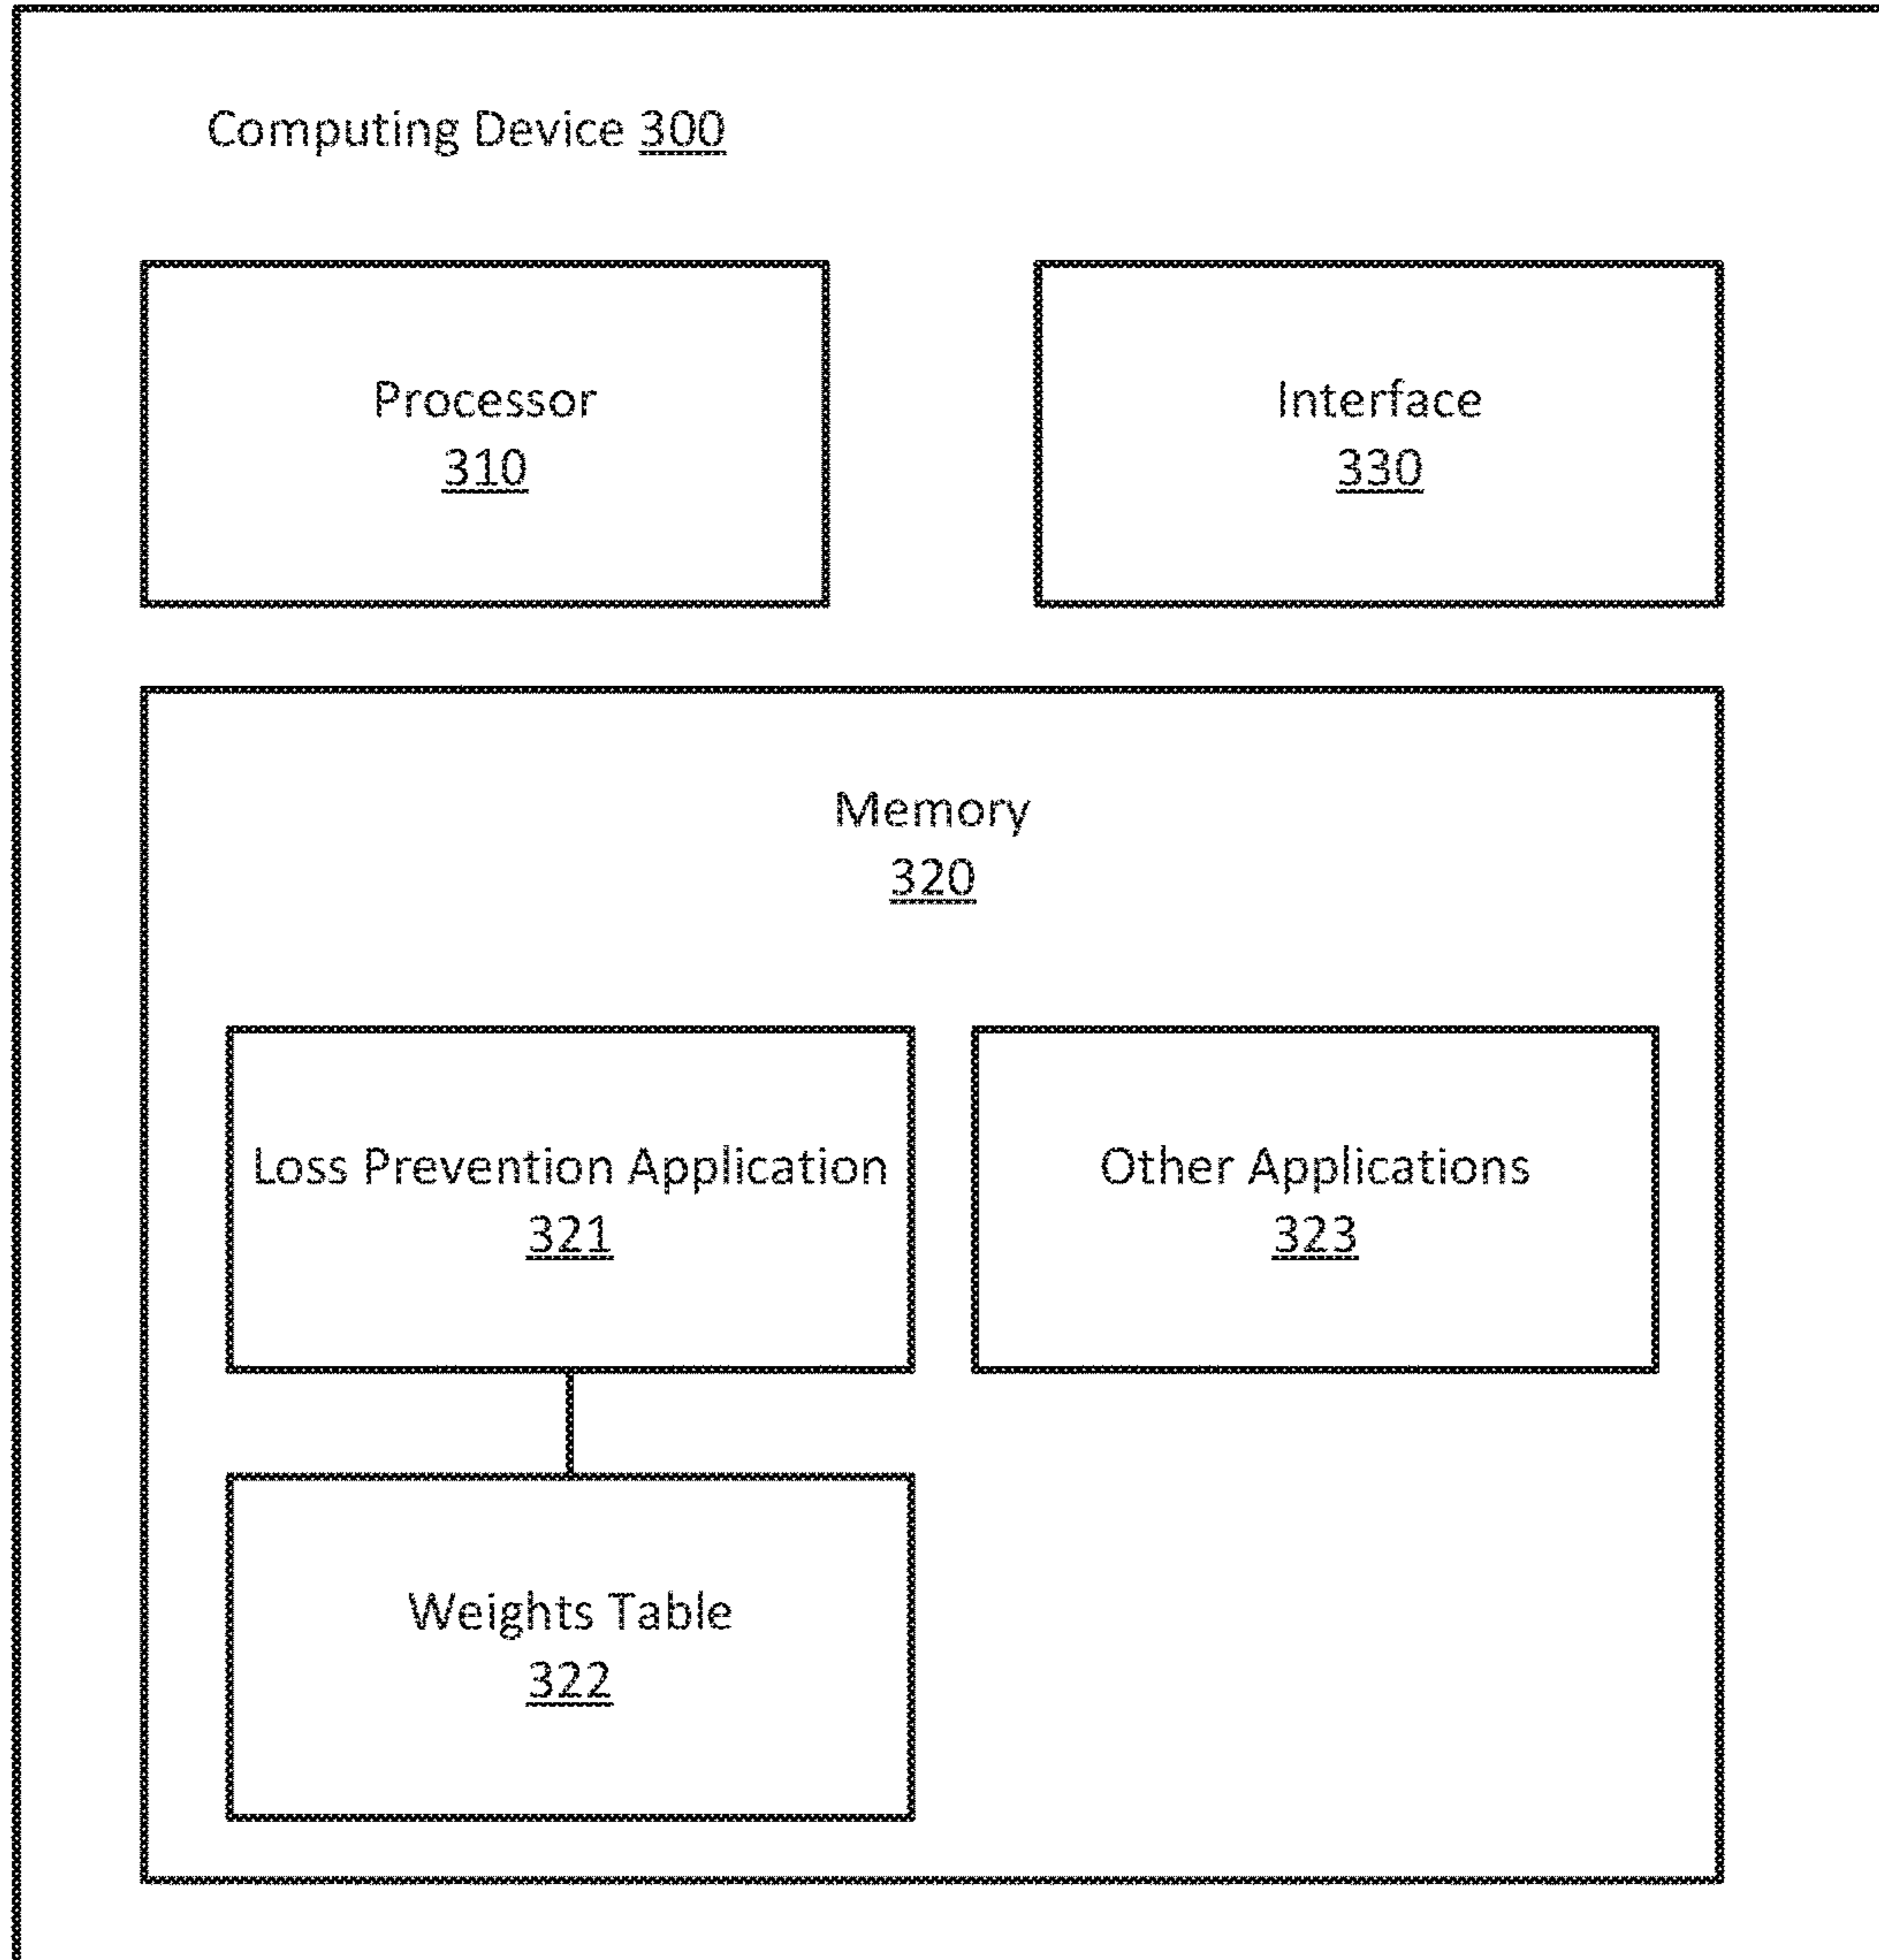 Computing Device 300
Processor
310
Interface
330
Memory
320
Loss Prevention Application
321
Other Applications
323
Weights Table
322